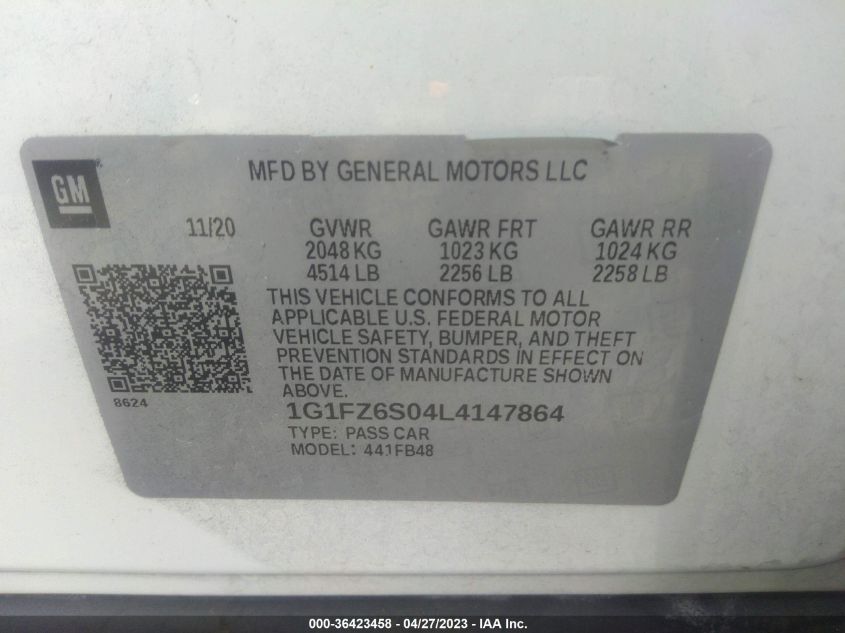 GM
MFD BY GENERAL MOTORS LLC
11/20 GVWR GAWR FRT GAWR RR
2048 KG 1023 KG 1024 KG
4514 LB 2256 LB 2258 LB
THIS VEHICLE CONFORMS TO ALL
APPLICABLE U.S. FEDERAL MOTOR
VEHICLE SAFETY, BUMPER, AND THEFT
PREVENTION STANDARDS IN EFFECT ON
THE DATE OF MANUFACTURE SHOWN
ABOVE.
8624
1G1FZ6S04L4147864
TYPE: PASS CAR
MODEL: 441FB48
GM
000-36423458 - 04/27/2023 - IAA Inc.